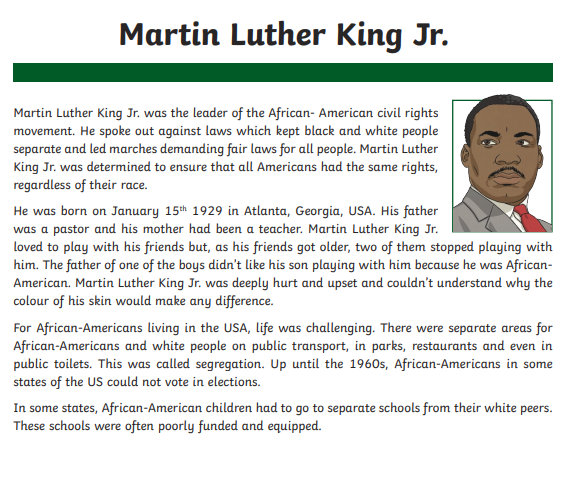 Martin Luther King Jr.
Martin Luther King Jr. was the leader of the African- American civil rights
movement. He spoke out against laws which kept black and white people
separate and led marches demanding fair laws for all people. Martin Luther
King Jr. was determined to ensure that all Americans had the same rights,
regardless of their race.
He was born on January 15th 1929 in Atlanta, Georgia, USA. His father
was a pastor and his mother had been a teacher. Martin Luther King Jr.
loved to play with his friends but, as his friends got older, two of them stopped playing with
him. The father of one of the boys didn't like his son playing with him because he was African-
American. Martin Luther King Jr. was deeply hurt and upset and couldn't understand why the
colour of his skin would make any difference.
For African-Americans living in the USA, life was challenging. There were separate areas for
African-Americans and white people on public transport, in parks, restaurants and even in
public toilets. This was called segregation. Up until the 1960s, African-Americans in some
states of the US could not vote in elections.
In some states, African-American children had to go to separate schools from their white peers.
These schools were often poorly funded and equipped.